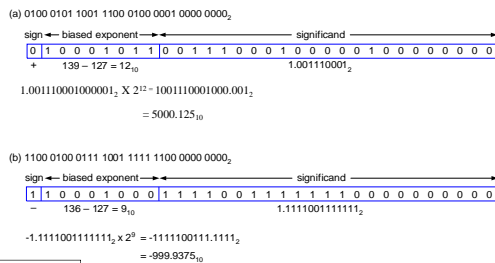 (a) 0100 0101 1001 1100 0100 0001 0000 0000₂
sign biased exponent significand
0 1 0 0 0 1 0 1 1 0 0 1 1 1 0 0 0 1 0 0 0 0 0 1 0 0 0 0 0 0 0 0
+ 139 – 127 = 12₁₀ 1.001110001₂
1.001110001000001₂ X 2¹² = 1001110001000.001₂
= 5000.125₁₀
(b) 1100 0100 0111 1001 1111 1100 0000 0000₂
sign biased exponent significand
1 1 0 0 0 1 0 0 0 1 1 1 1 0 0 1 1 1 1 1 1 1 0 0 0 0 0 0 0 0 0 0
– 136 – 127 = 9₁₀ 1.1111001111111₂
-1.1111001111111₂ x 2⁹ = -1111100111.1111₂
= -999.9375₁₀